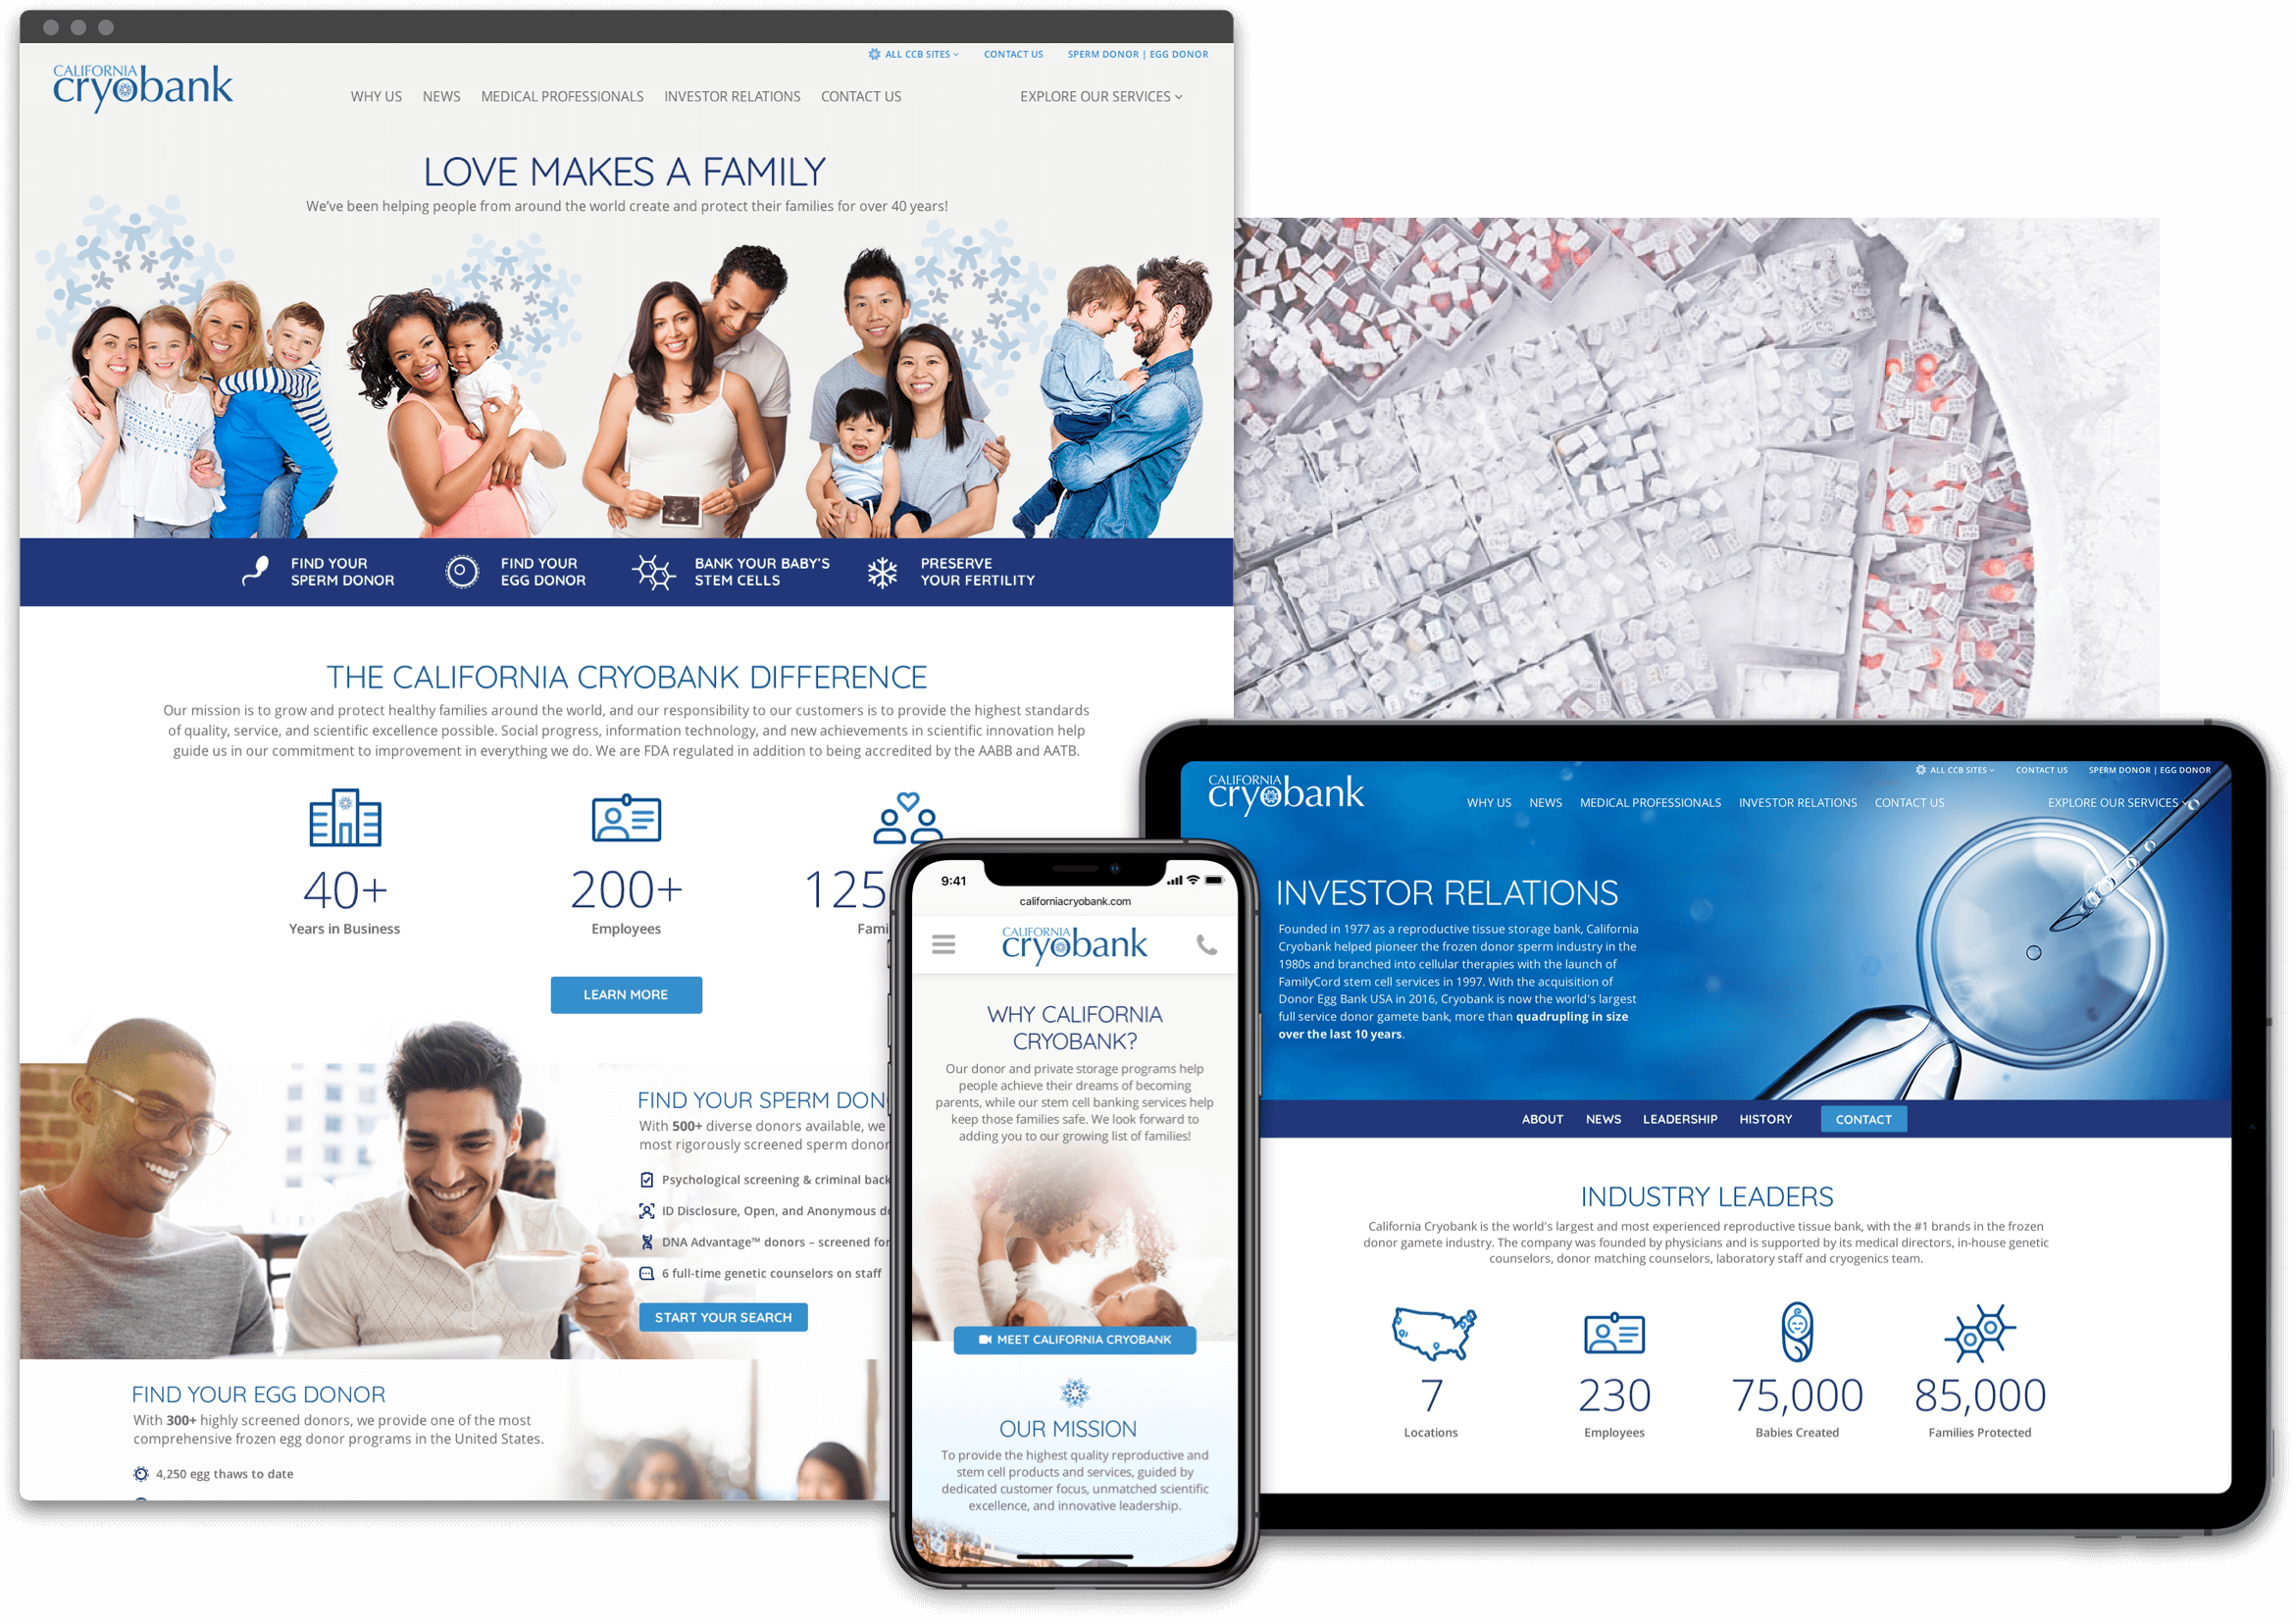 ALL CCB SITES
CONTACT US
SPERM DONOR | EGG DONOR
CALIFORNIA
cryobank
WHY US
NEWS
MEDICAL PROFESSIONALS
INVESTOR RELATIONS
CONTACT US
EXPLORE OUR SERVICES
LOVE MAKES A FAMILY
We've been helping people from around the world create and protect their families for over 40 years!
FIND YOUR
SPERM DONOR
FIND YOUR
EGG DONOR
BANK YOUR BABY'S
STEM CELLS
PRESERVE
YOUR FERTILITY
THE CALIFORNIA CRYOBANK DIFFERENCE
Our mission is to grow and protect healthy families around the world, and our responsibility to our customers is to provide the highest standards
of quality, service, and scientific excellence possible. Social progress, information technology, and new achievements in scientific innovation help
guide us in our commitment to improvement in everything we do. We are FDA regulated in addition to being accredited by the AABB and AATB.
40+
Years in Business
200+
Employees
125
Fami
LEARN MORE
FIND YOUR SPERM DON
With 500+ diverse donors available, we
most rigorously screened sperm donor
Psychological screening & criminal back
ID Disclosure, Open, and Anonymous do
DNA Advantage™ donors – screened for
6 full-time genetic counselors on staff
START YOUR SEARCH
FIND YOUR EGG DONOR
With 300+ highly screened donors, we provide one of the most
comprehensive frozen egg donor programs in the United States.
4,250 egg thaws to date
9:41
californiacryobank.com
CALIFORNIA
cryobank
WHY CALIFORNIA
CRYOBANK?
Our donor and private storage programs help
people achieve their dreams of becoming
parents, while our stem cell banking services help
keep those families safe. We look forward to
adding you to our growing list of families!
MEET CALIFORNIA CRYOBANK
OUR MISSION
To provide the highest quality reproductive and
stem cell products and services, guided by
dedicated customer focus, unmatched scientific
excellence, and innovative leadership.
ALL CCB SITES
CONTACT US
SPERM DONOR | EGG DONOR
CALIFORNIA
cryobank
WHY US
NEWS
MEDICAL PROFESSIONALS
INVESTOR RELATIONS
CONTACT US
EXPLORE OUR SERVICES
INVESTOR RELATIONS
Founded in 1977 as a reproductive tissue storage bank, California
Cryobank helped pioneer the frozen donor sperm industry in the
1980s and branched into cellular therapies with the launch of
FamilyCord stem cell services in 1997. With the acquisition of
Donor Egg Bank USA in 2016, Cryobank is now the world's largest
full service donor gamete bank, more than quadrupling in size
over the last 10 years.
ABOUT
NEWS
LEADERSHIP
HISTORY
CONTACT
INDUSTRY LEADERS
California Cryobank is the world's largest and most experienced reproductive tissue bank, with the #1 brands in the frozen
donor gamete industry. The company was founded by physicians and is supported by its medical directors, in-house genetic
counselors, donor matching counselors, laboratory staff and cryogenics team.
7
Locations
230
Employees
75,000
Babies Created
85,000
Families Protected